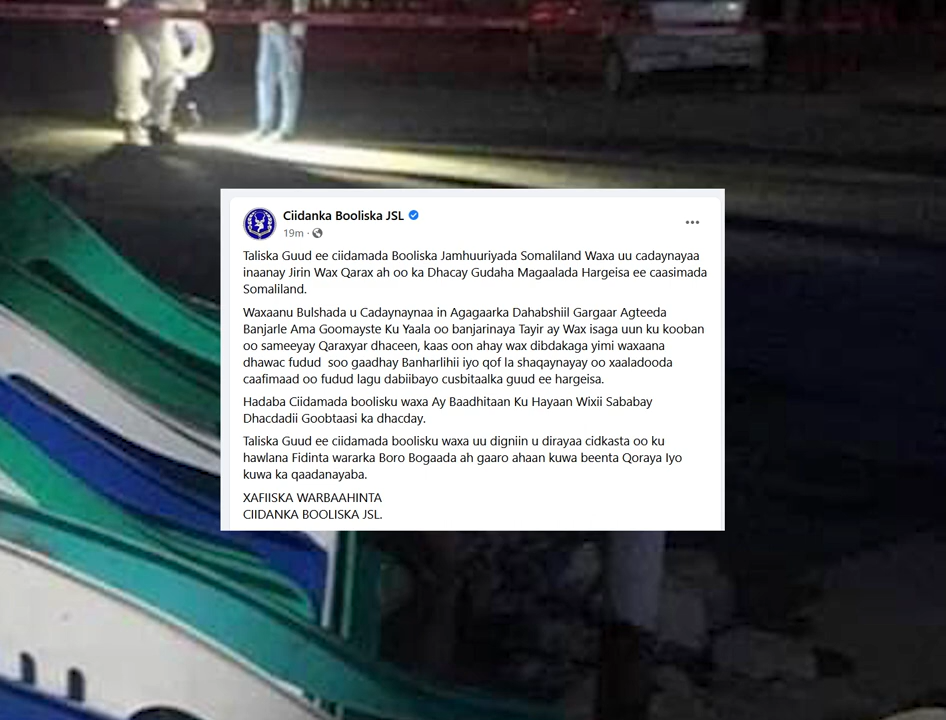 Ciidanka Booliska JSL
19m ·
Taliska Guud ee ciidamada Booliska Jamhuuriyada Somaliland Waxa uu cadaynayaa
inaanay Jirin Wax Qarax ah oo ka Dhacay Gudaha Magaalada Hargeisa ee caasimada
Somaliland.
Waxaanu Bulshada u Cadaynaynaa in Agagaarka Dahabshiil Gargaar Agteeda
Banjarle Ama Goomayste Ku Yaala oo banjarinaya Tayir ay Wax isaga uun ku kooban
oo sameeyay Qaraxyar dhaceen, kaas oon ahay wax dibdakaga yimi waxaana
dhawac fudud soo gaadhay Banharlihii iyo qof la shaqaynayay oo xaaladooda
caafimaad oo fudud lagu dabiibayo cusbitaalka guud ee hargeisa.
Hadaba Ciidamada boolisku waxa Ay Baadhitaan Ku Hayaan Wixii Sababay
Dhacdadii Goobtaasi ka dhacday.
Taliska Guud ee ciidamada boolisku waxa uu digniin u dirayaa cidkasta oo ku
hawlana Fidinta wararka Boro Bogaada ah gaaro ahaan kuwa beenta Qoraya Iyo
kuwa ka qaadanayaba.
XAFIISKA WARBAAHINTA
CIIDANKA BOOLISKA JSL.